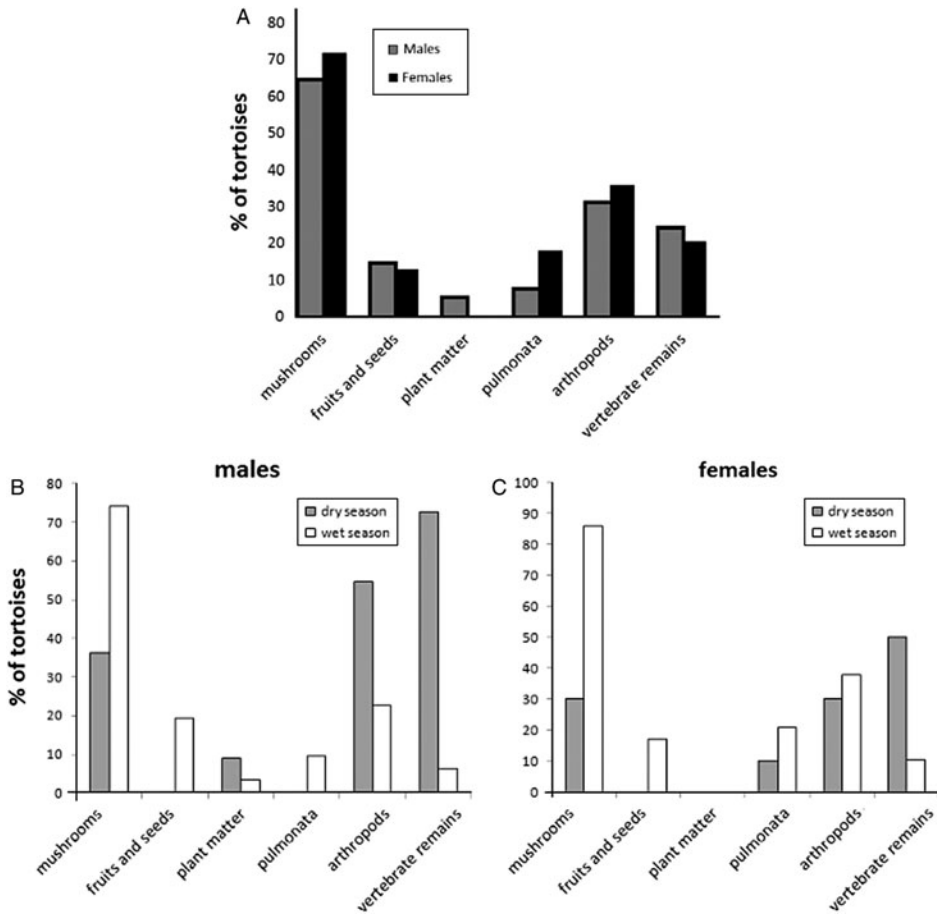 A
% of tortoises
80
70
60
50
40
30
20
10
0
Males
Females
mushrooms
fruits and seeds
plant matter
pulmonata
arthropods
vertebrate remains
B
males
% of tortoises
80
70
60
50
40
30
20
10
0
dry season
wet season
mushrooms
fruits and seeds
plant matter
pulmonata
arthropods
vertebrate remains
C
females
100
90
80
70
60
50
40
30
20
10
0
dry season
wet season
mushrooms
fruits and seeds
plant matter
pulmonata
arthropods
vertebrate remains